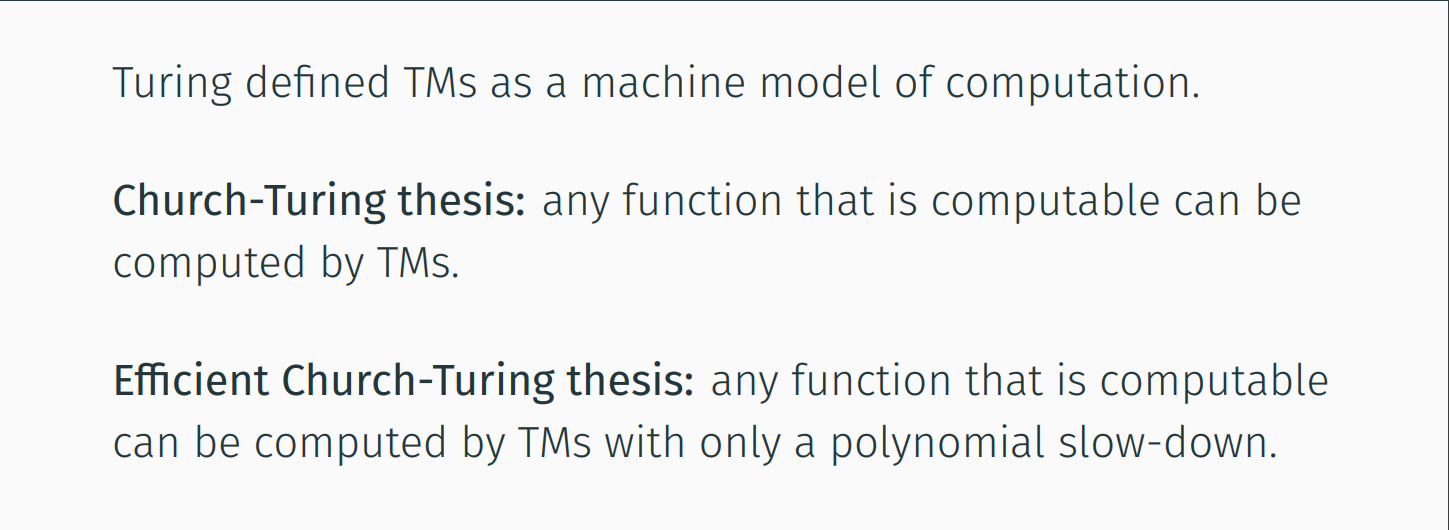 Turing defined TMs as a machine model of computation.
Church-Turing thesis: any function that is computable can be
computed by TMs.
Efficient Church-Turing thesis: any function that is computable
can be computed by TMs with only a polynomial slow-down.